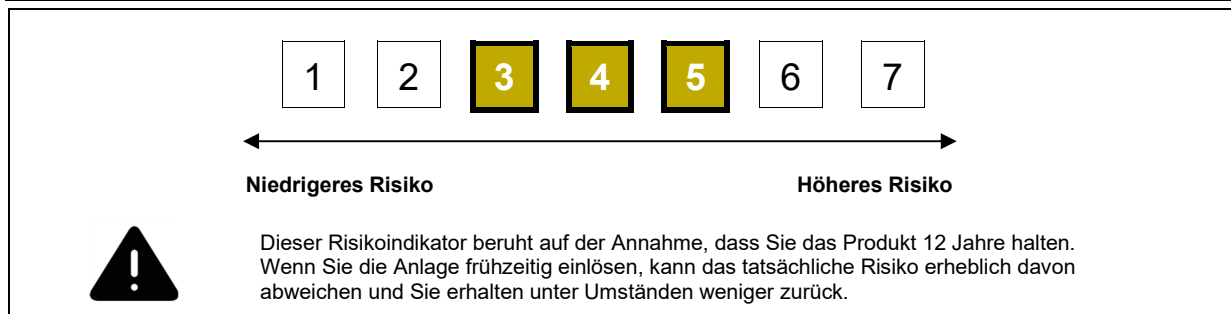 1 2 3 4 5 6 7
Niedrigeres Risiko Höheres Risiko
Dieser Risikoindikator beruht auf der Annahme, dass Sie das Produkt 12 Jahre halten.
Wenn Sie die Anlage frühzeitig einlösen, kann das tatsächliche Risiko erheblich davon
abweichen und Sie erhalten unter Umständen weniger zurück.